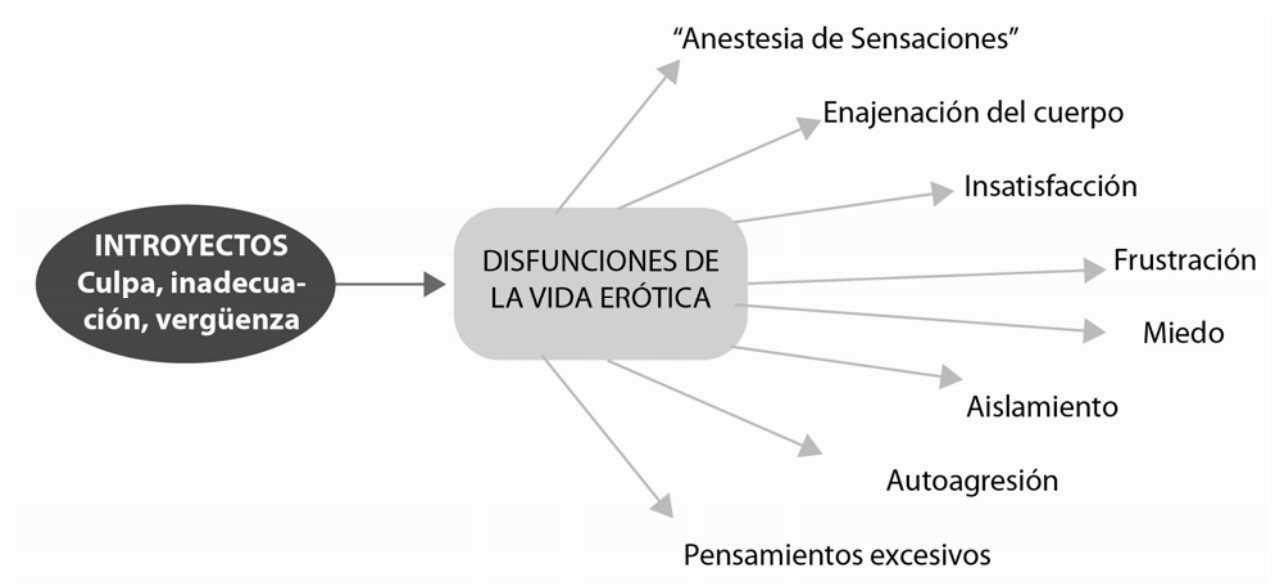 “Anestesia de Sensaciones”
Enajenación del cuerpo
Insatisfacción
INTROYECTOS
Culpa, inadecua-
ción, vergüenza
DISFUNCIONES DE
LA VIDA ERÓTICA
Frustración
Miedo
Aislamiento
Autoagresión
Pensamientos excesivos